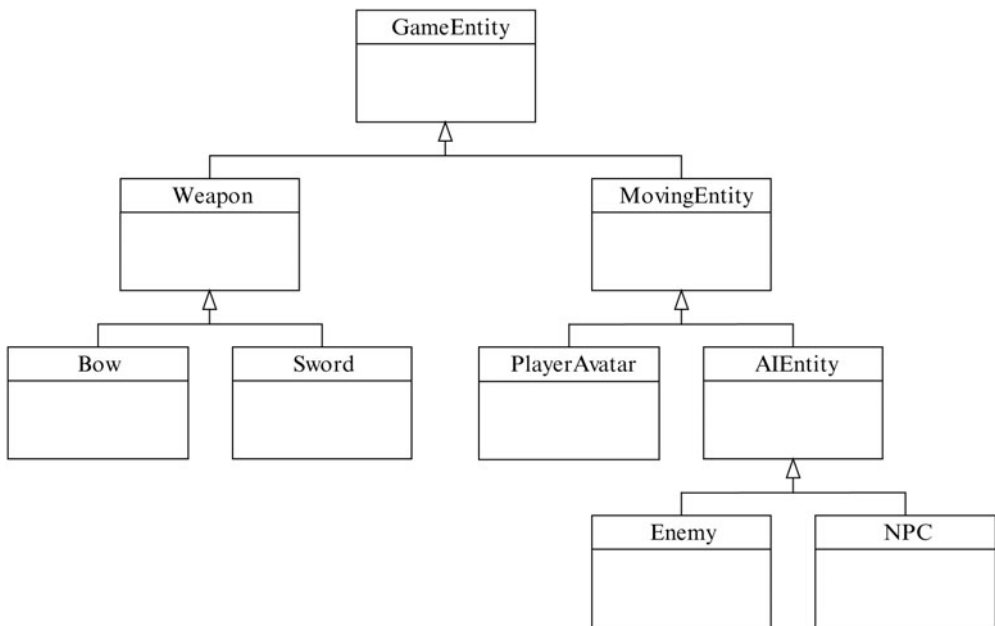 GameEntity
Weapon
MovingEntity
Bow
Sword
PlayerAvatar
AIEntity
Enemy
NPC